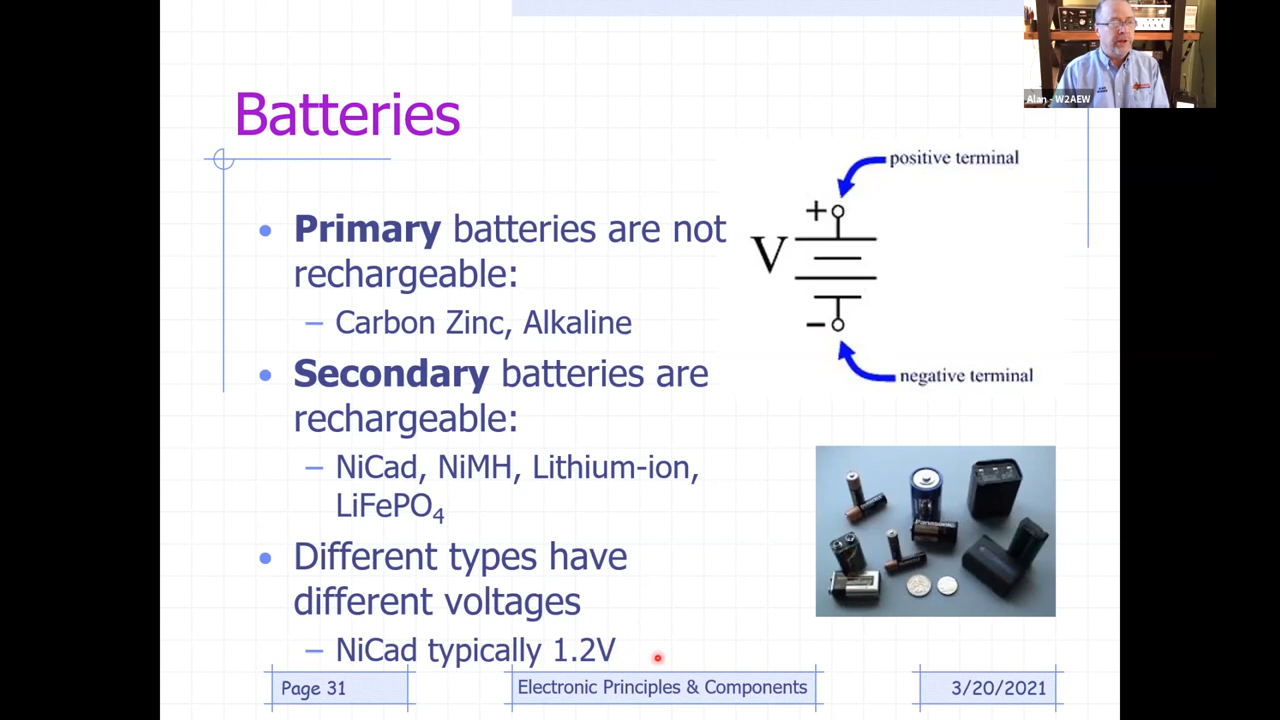 Alan - W2AEW
Batteries
• Primary batteries are not
rechargeable:
– Carbon Zinc, Alkaline
• Secondary batteries are
rechargeable:
– NiCad, NiMH, Lithium-ion,
LiFePO₄
• Different types have
different voltages
– NiCad typically 1.2V
positive terminal
+
V
–
negative terminal
Panasonic
Page 31
Electronic Principles & Components
3/20/2021